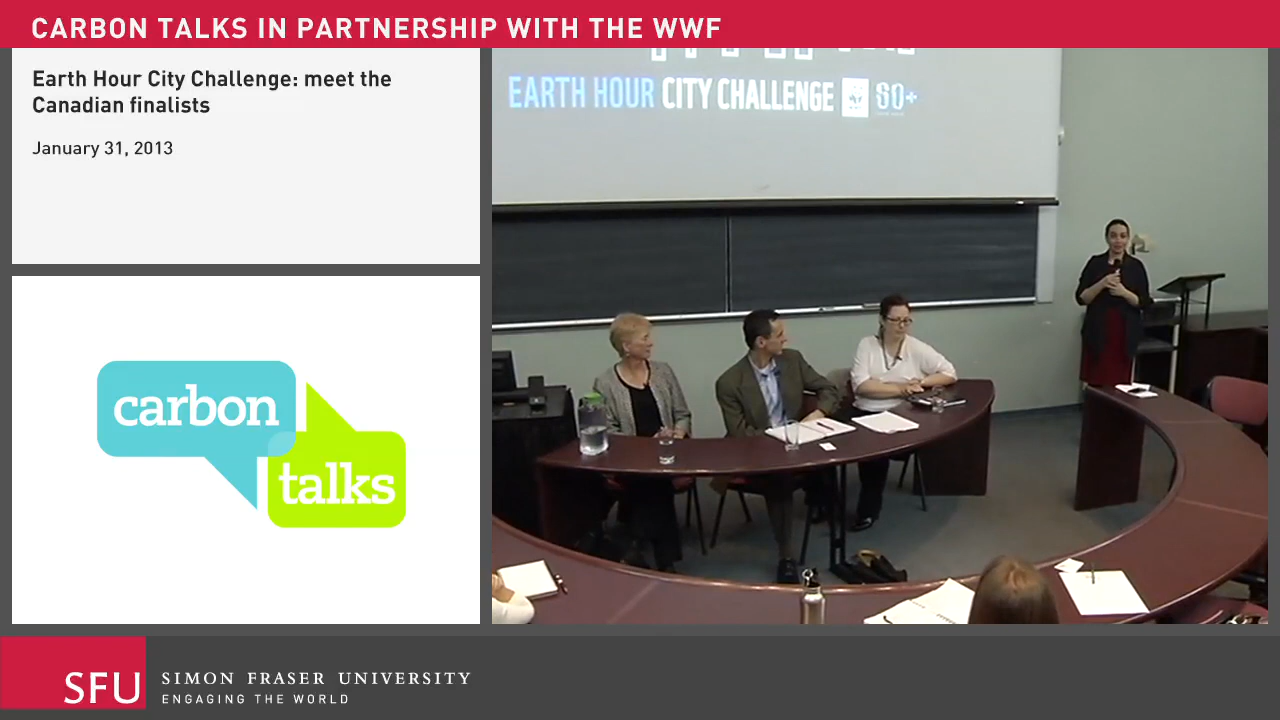 CARBON TALKS IN PARTNERSHIP WITH THE WWF
Earth Hour City Challenge: meet the
Canadian finalists
January 31, 2013
EARTH HOUR CITY CHALLENGE 60+
carbon
talks
SFU SIMON FRASER UNIVERSITY
ENGAGING THE WORLD